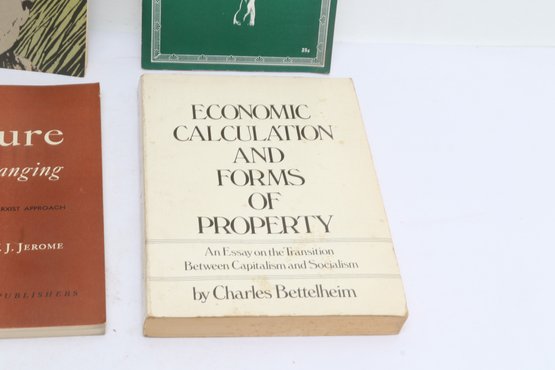 35c
ure
anging
RXIST APPROACH
J. JEROME
PUBLISHERS
ECONOMIC
CALCULATION
AND
FORMS
OF
PROPERTY
An Essay on the Transition
Between Capitalism and Socialism
by Charles Bettelheim